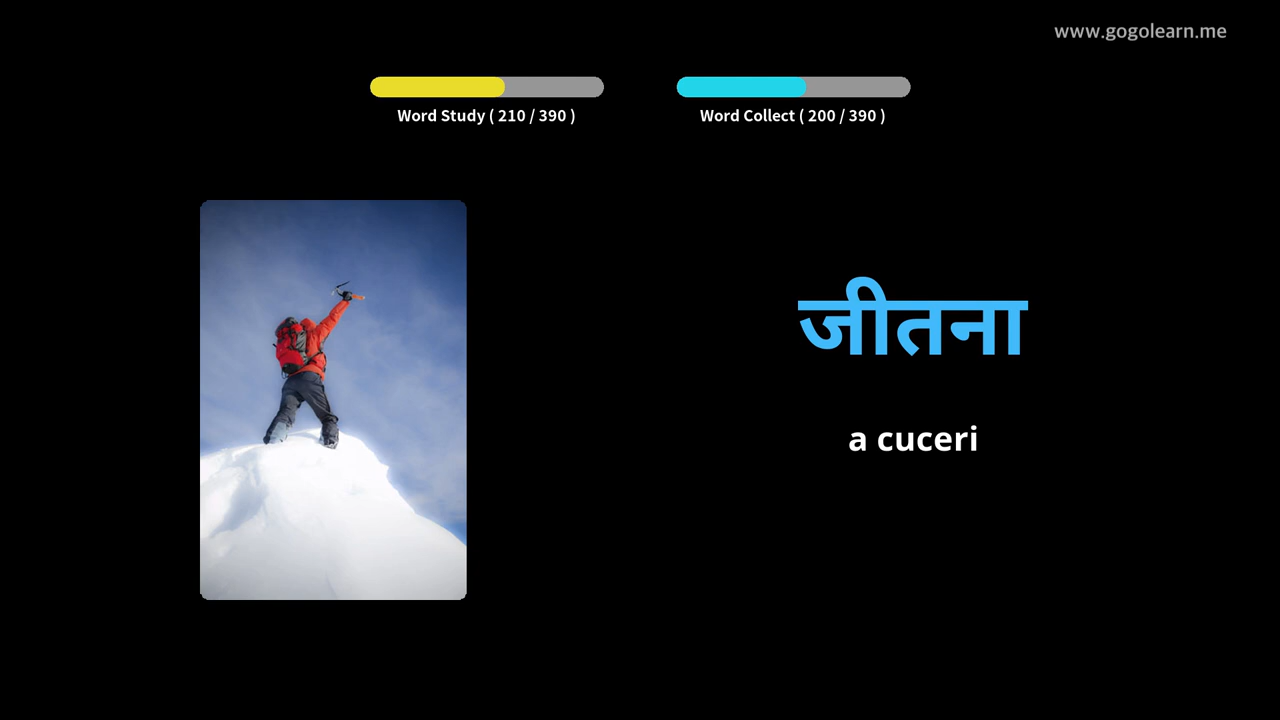 www.gogolearn.me
Word Study ( 210 / 390 )
Word Collect ( 200 / 390 )
जीतना
a cuceri